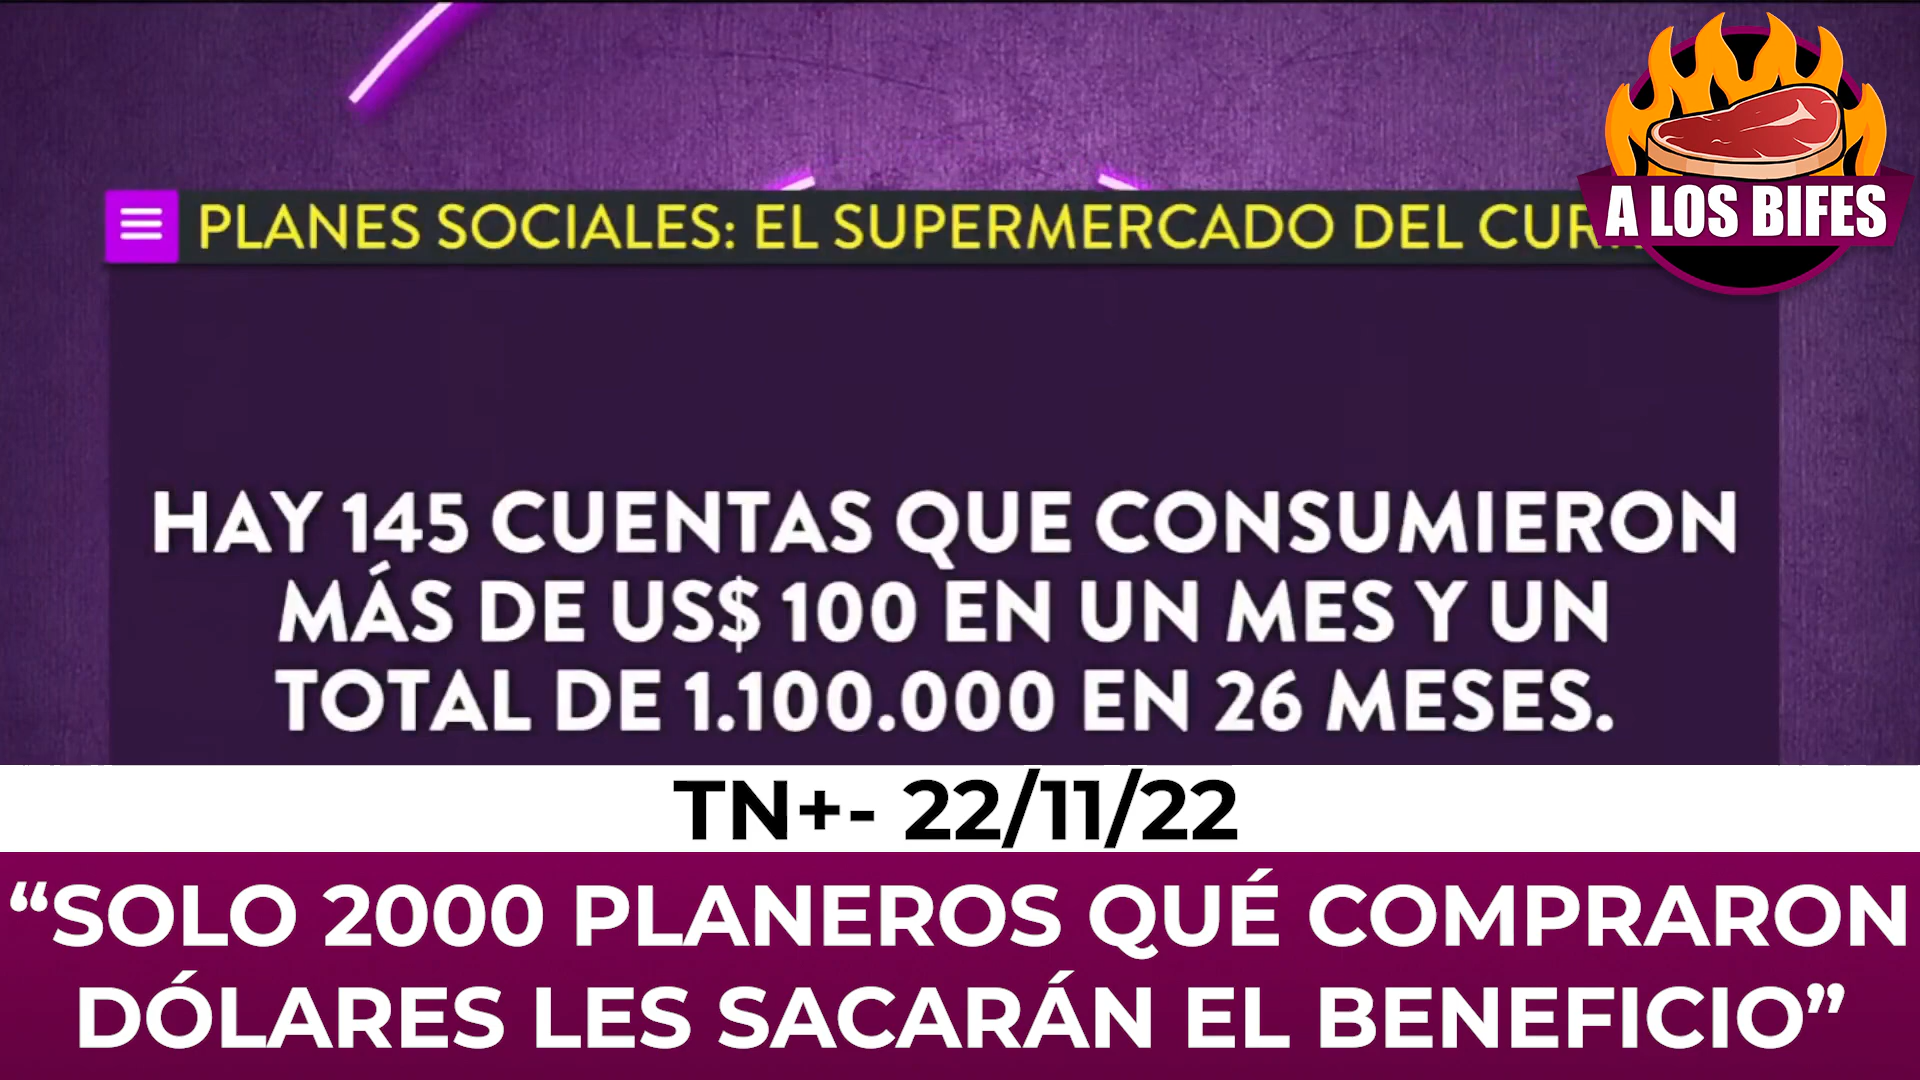 A LOS BIFES
PLANES SOCIALES: EL SUPERMERCADO DEL
HAY 145 CUENTAS QUE CONSUMIERON
MÁS DE US$ 100 EN UN MES Y UN
TOTAL DE 1.100.000 EN 26 MESES.
TN+- 22/11/22
“SOLO 2000 PLANEROS QUÉ COMPRARON
DÓLARES LES SACARÁN EL BENEFICIO”